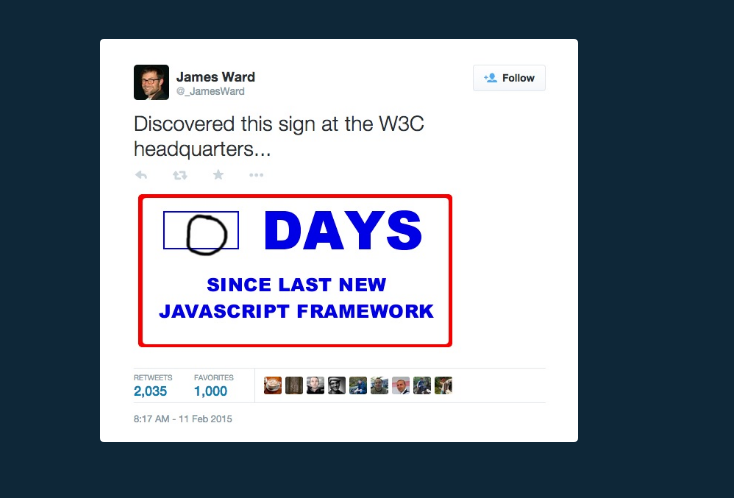 James Ward
@_JamesWard
Follow
Discovered this sign at the W3C
headquarters...
0 DAYS
SINCE LAST NEW
JAVASCRIPT FRAMEWORK
RETWEETS FAVORITES
2,035 1,000
8:17 AM - 11 Feb 2015